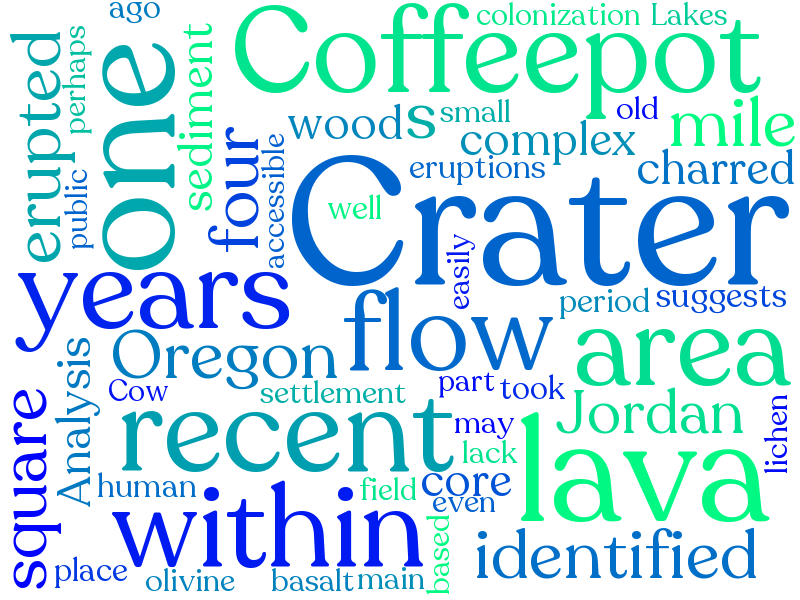 ago
colonization Lakes
Coffeepot
perhaps
erupted
one
sediment
old
small
woods
mile
complex
four
eruptions
charred
accessible
public
well
Crater
easily
years
flow
period
suggests
area
Oregon
Analysis
Cow
settlement
part
took
square
recent
may
Jordan
lichen
lack
lava
human
field
core
even
within
based
identified
place
olivine
basalt
main